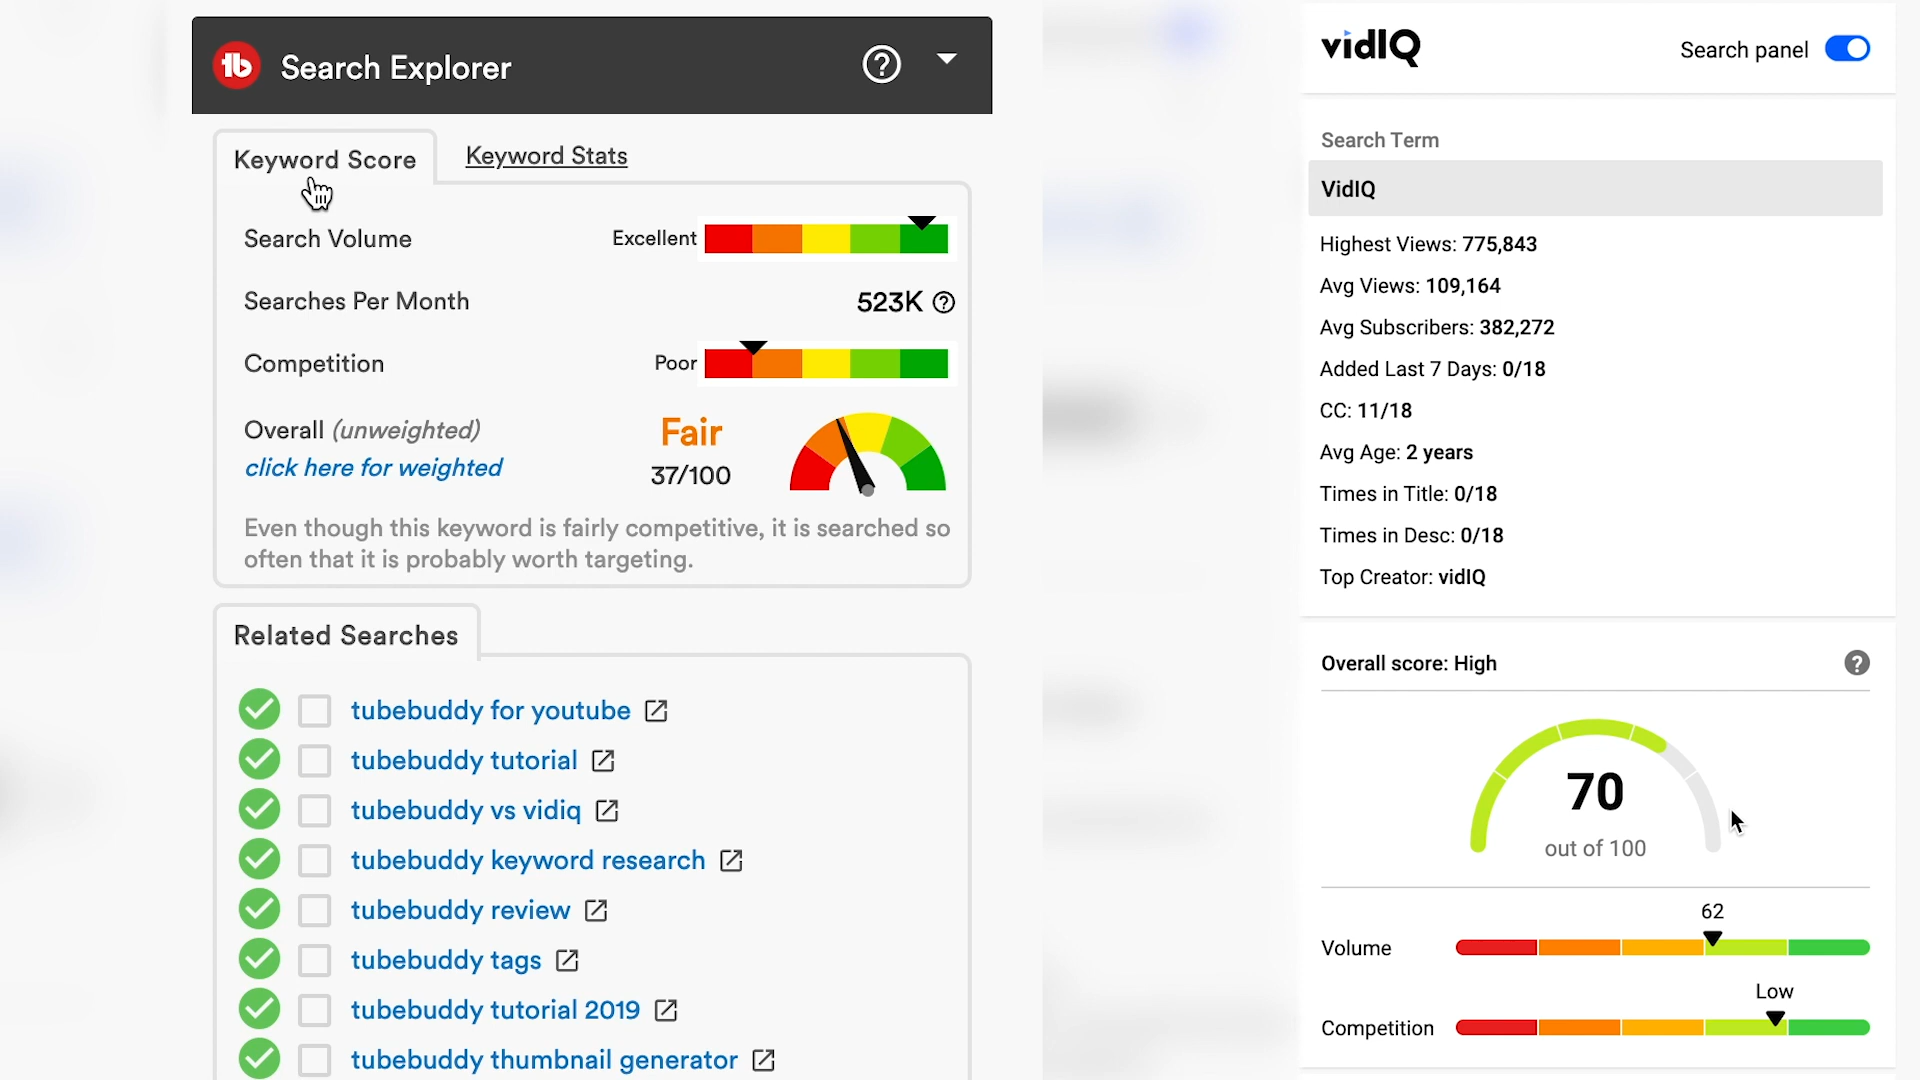 tb Search Explorer
Keyword Score
Keyword Stats
Search Volume
Excellent
Searches Per Month
523K
Competition
Poor
Overall (unweighted)
click here for weighted
Fair
37/100
Even though this keyword is fairly competitive, it is searched so
often that it is probably worth targeting.
Related Searches
tubebuddy for youtube
tubebuddy tutorial
tubebuddy vs vidiq
tubebuddy keyword research
tubebuddy review
tubebuddy tags
tubebuddy tutorial 2019
tubebuddy thumbnail generator
vidIQ
Search panel
Search Term
VidIQ
Highest Views: 775,843
Avg Views: 109,164
Avg Subscribers: 382,272
Added Last 7 Days: 0/18
CC: 11/18
Avg Age: 2 years
Times in Title: 0/18
Times in Desc: 0/18
Top Creator: vidIQ
Overall score: High
70
out of 100
62
Volume
Low
Competition